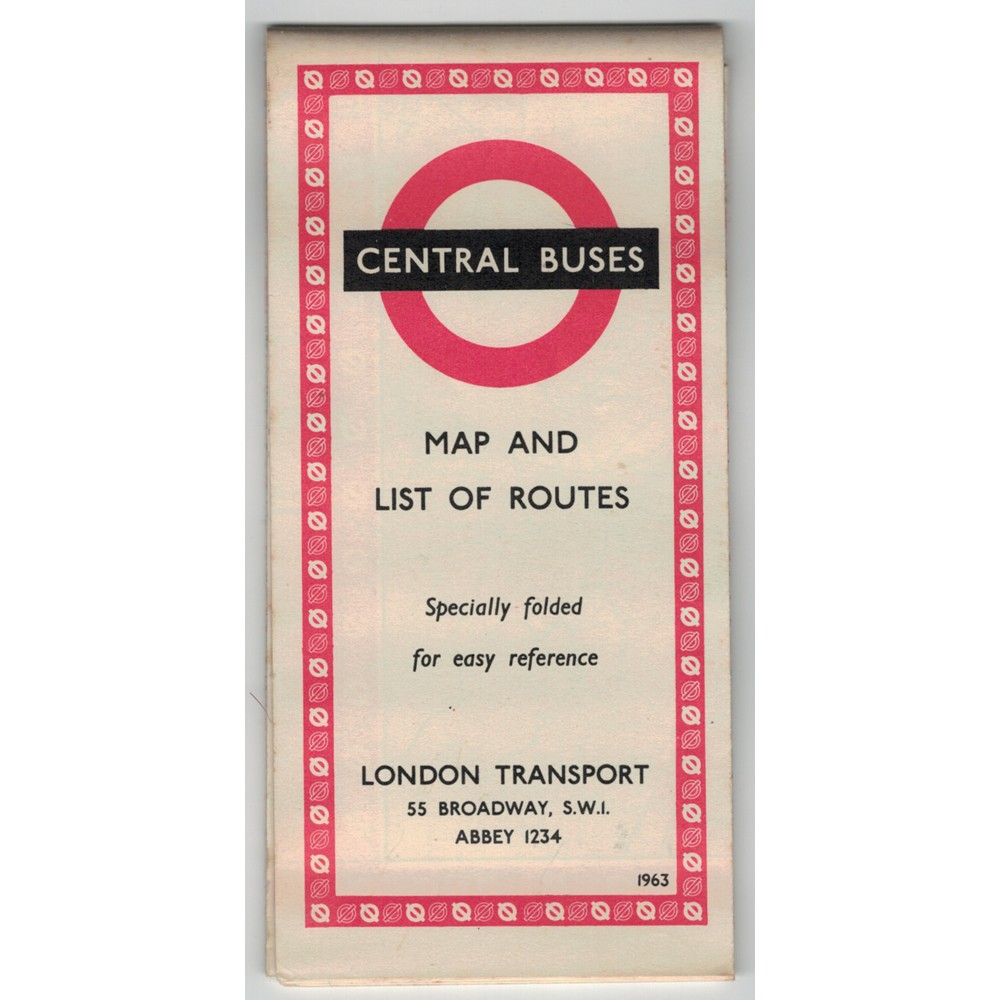 CENTRAL BUSES
MAP AND
LIST OF ROUTES
Specially folded
for easy reference
LONDON TRANSPORT
55 BROADWAY, S.W.1.
ABBEY 1234
1963